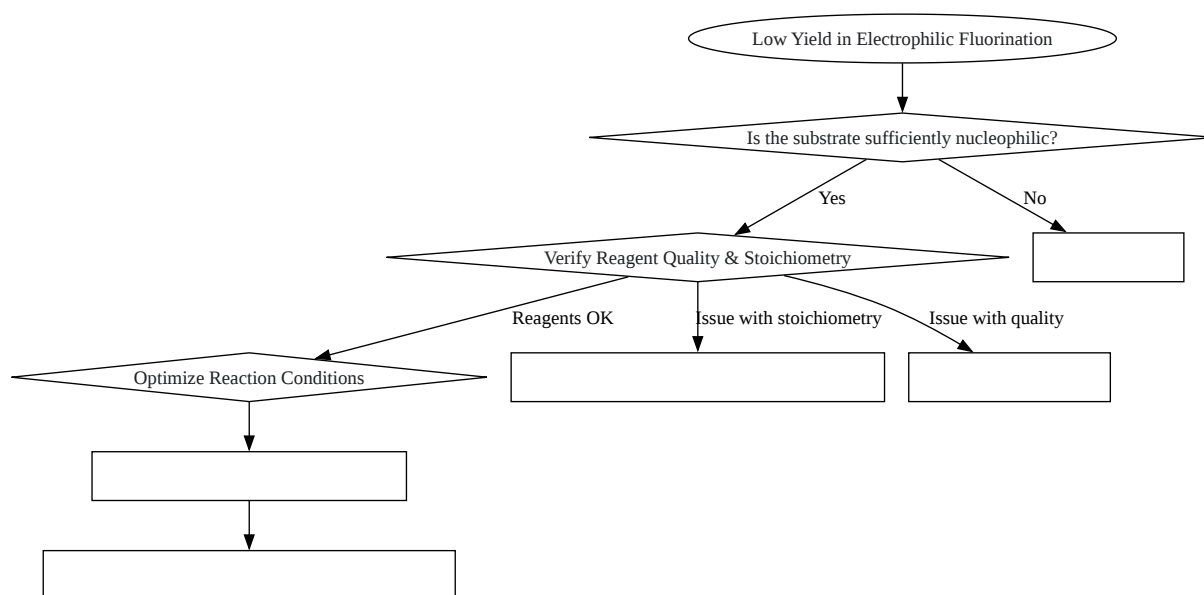 Low Yield in Electrophilic Fluorination
Is the substrate sufficiently nucleophilic?
Yes
No
Verify Reagent Quality & Stoichiometry
Reagents OK
Issue with stoichiometry
Issue with quality
Optimize Reaction Conditions